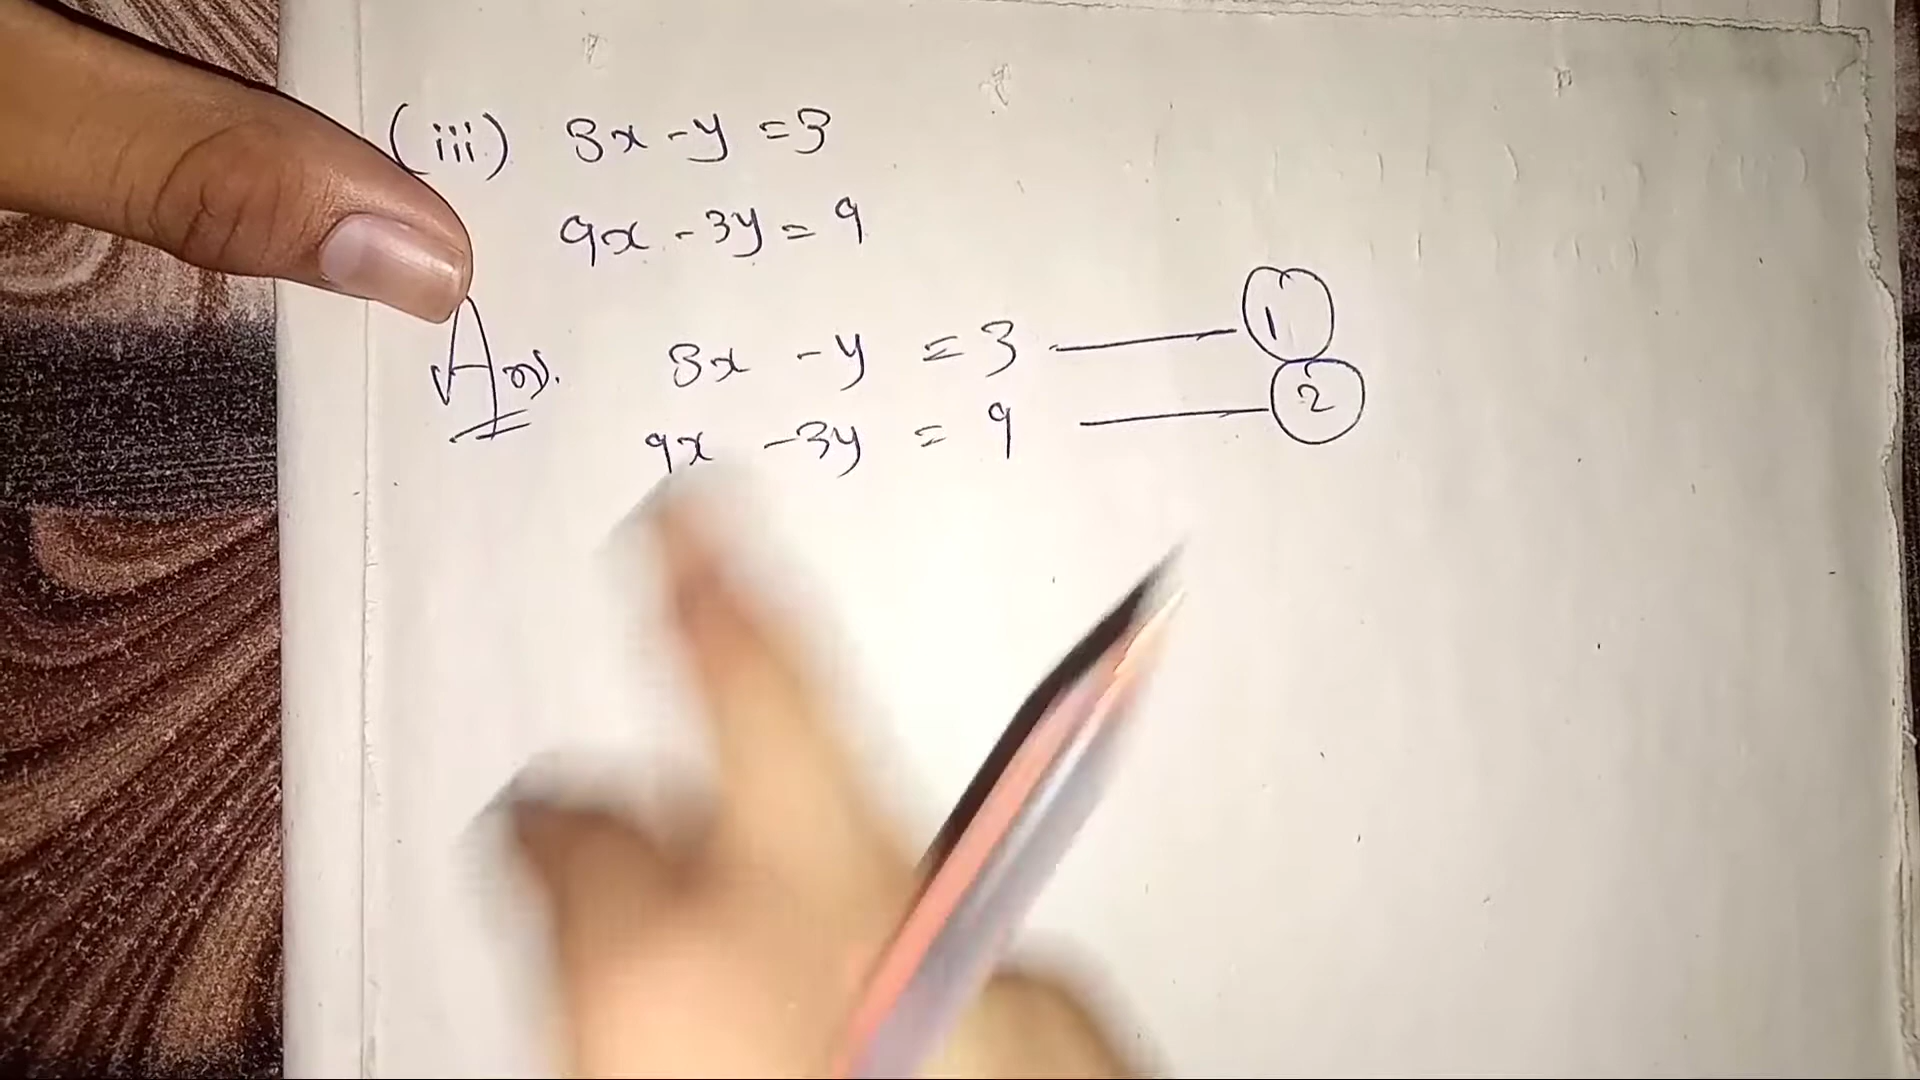 (iii) 3x - y = 3
9x - 3y = 9
Ans. 3x - y = 3 ——— 1
9x - 3y = 9 ——— 2